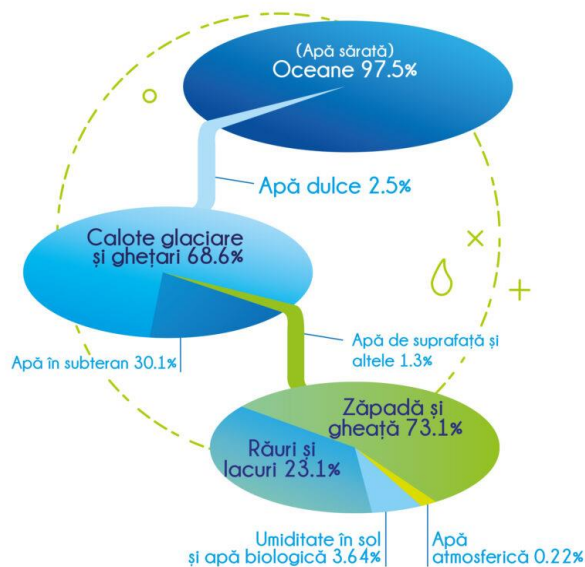 (Apă sărată)
Oceane 97.5%
Apă dulce 2.5%
Calote glaciare
și ghețari 68.6%
Apă în subteran 30.1%
Apă de suprafață și
altele 1.3%
Zăpadă și
gheață 73.1%
Răuri și
lacuri 23.1%
Umiditate în sol
și apă biologică 3.64%
Apă
atmosferică 0.22%